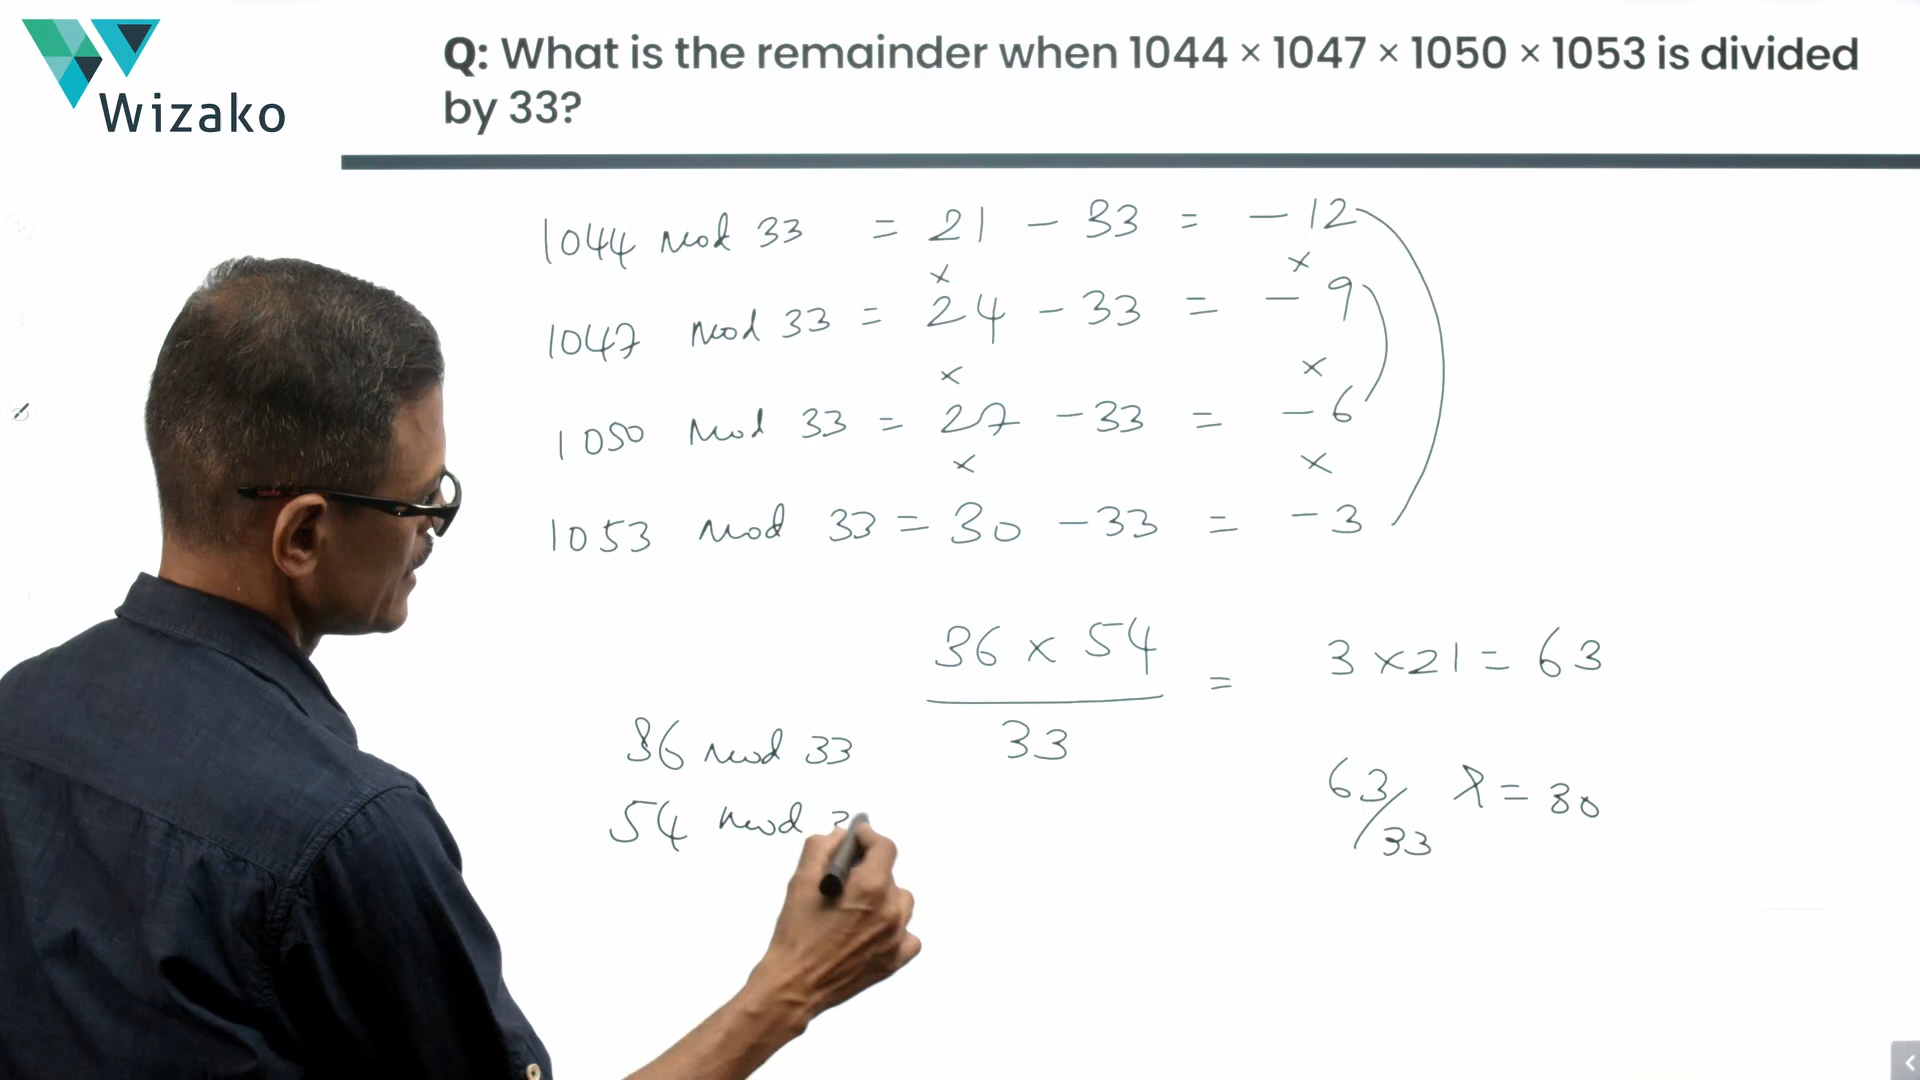 Wizako
Q: What is the remainder when 1044 × 1047 × 1050 × 1053 is divided
by 33?
1044 mod 33 = 21 - 33 = - 12
× ×
1047 mod 33 = 24 - 33 = - 9
× ×
1050 mod 33 = 27 - 33 = - 6
× ×
1053 mod 33 = 30 - 33 = - 3
36 × 54
33
= 3 × 21 = 63
36 mod 33
54 mod
63/33 R = 30